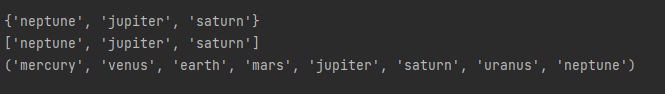 {'neptune', 'jupiter', 'saturn'}
['neptune', 'jupiter', 'saturn']
('mercury', 'venus', 'earth', 'mars', 'jupiter', 'saturn', 'uranus', 'neptune')